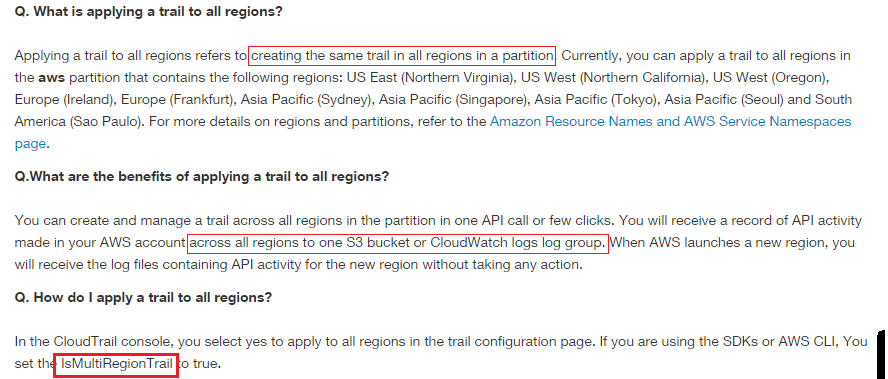 Q. What is applying a trail to all regions?
Applying a trail to all regions refers to creating the same trail in all regions in a partition. Currently, you can apply a trail to all regions in
the aws partition that contains the following regions: US East (Northern Virginia), US West (Northern California), US West (Oregon),
Europe (Ireland), Europe (Frankfurt), Asia Pacific (Sydney), Asia Pacific (Singapore), Asia Pacific (Tokyo), Asia Pacific (Seoul) and South
America (Sao Paulo). For more details on regions and partitions, refer to the Amazon Resource Names and AWS Service Namespaces
page.
Q.What are the benefits of applying a trail to all regions?
You can create and manage a trail across all regions in the partition in one API call or few clicks. You will receive a record of API activity
made in your AWS account across all regions to one S3 bucket or CloudWatch logs log group. When AWS launches a new region, you
will receive the log files containing API activity for the new region without taking any action.
Q. How do I apply a trail to all regions?
In the CloudTrail console, you select yes to apply to all regions in the trail configuration page. If you are using the SDKs or AWS CLI, You
set the IsMultiRegionTrail to true.